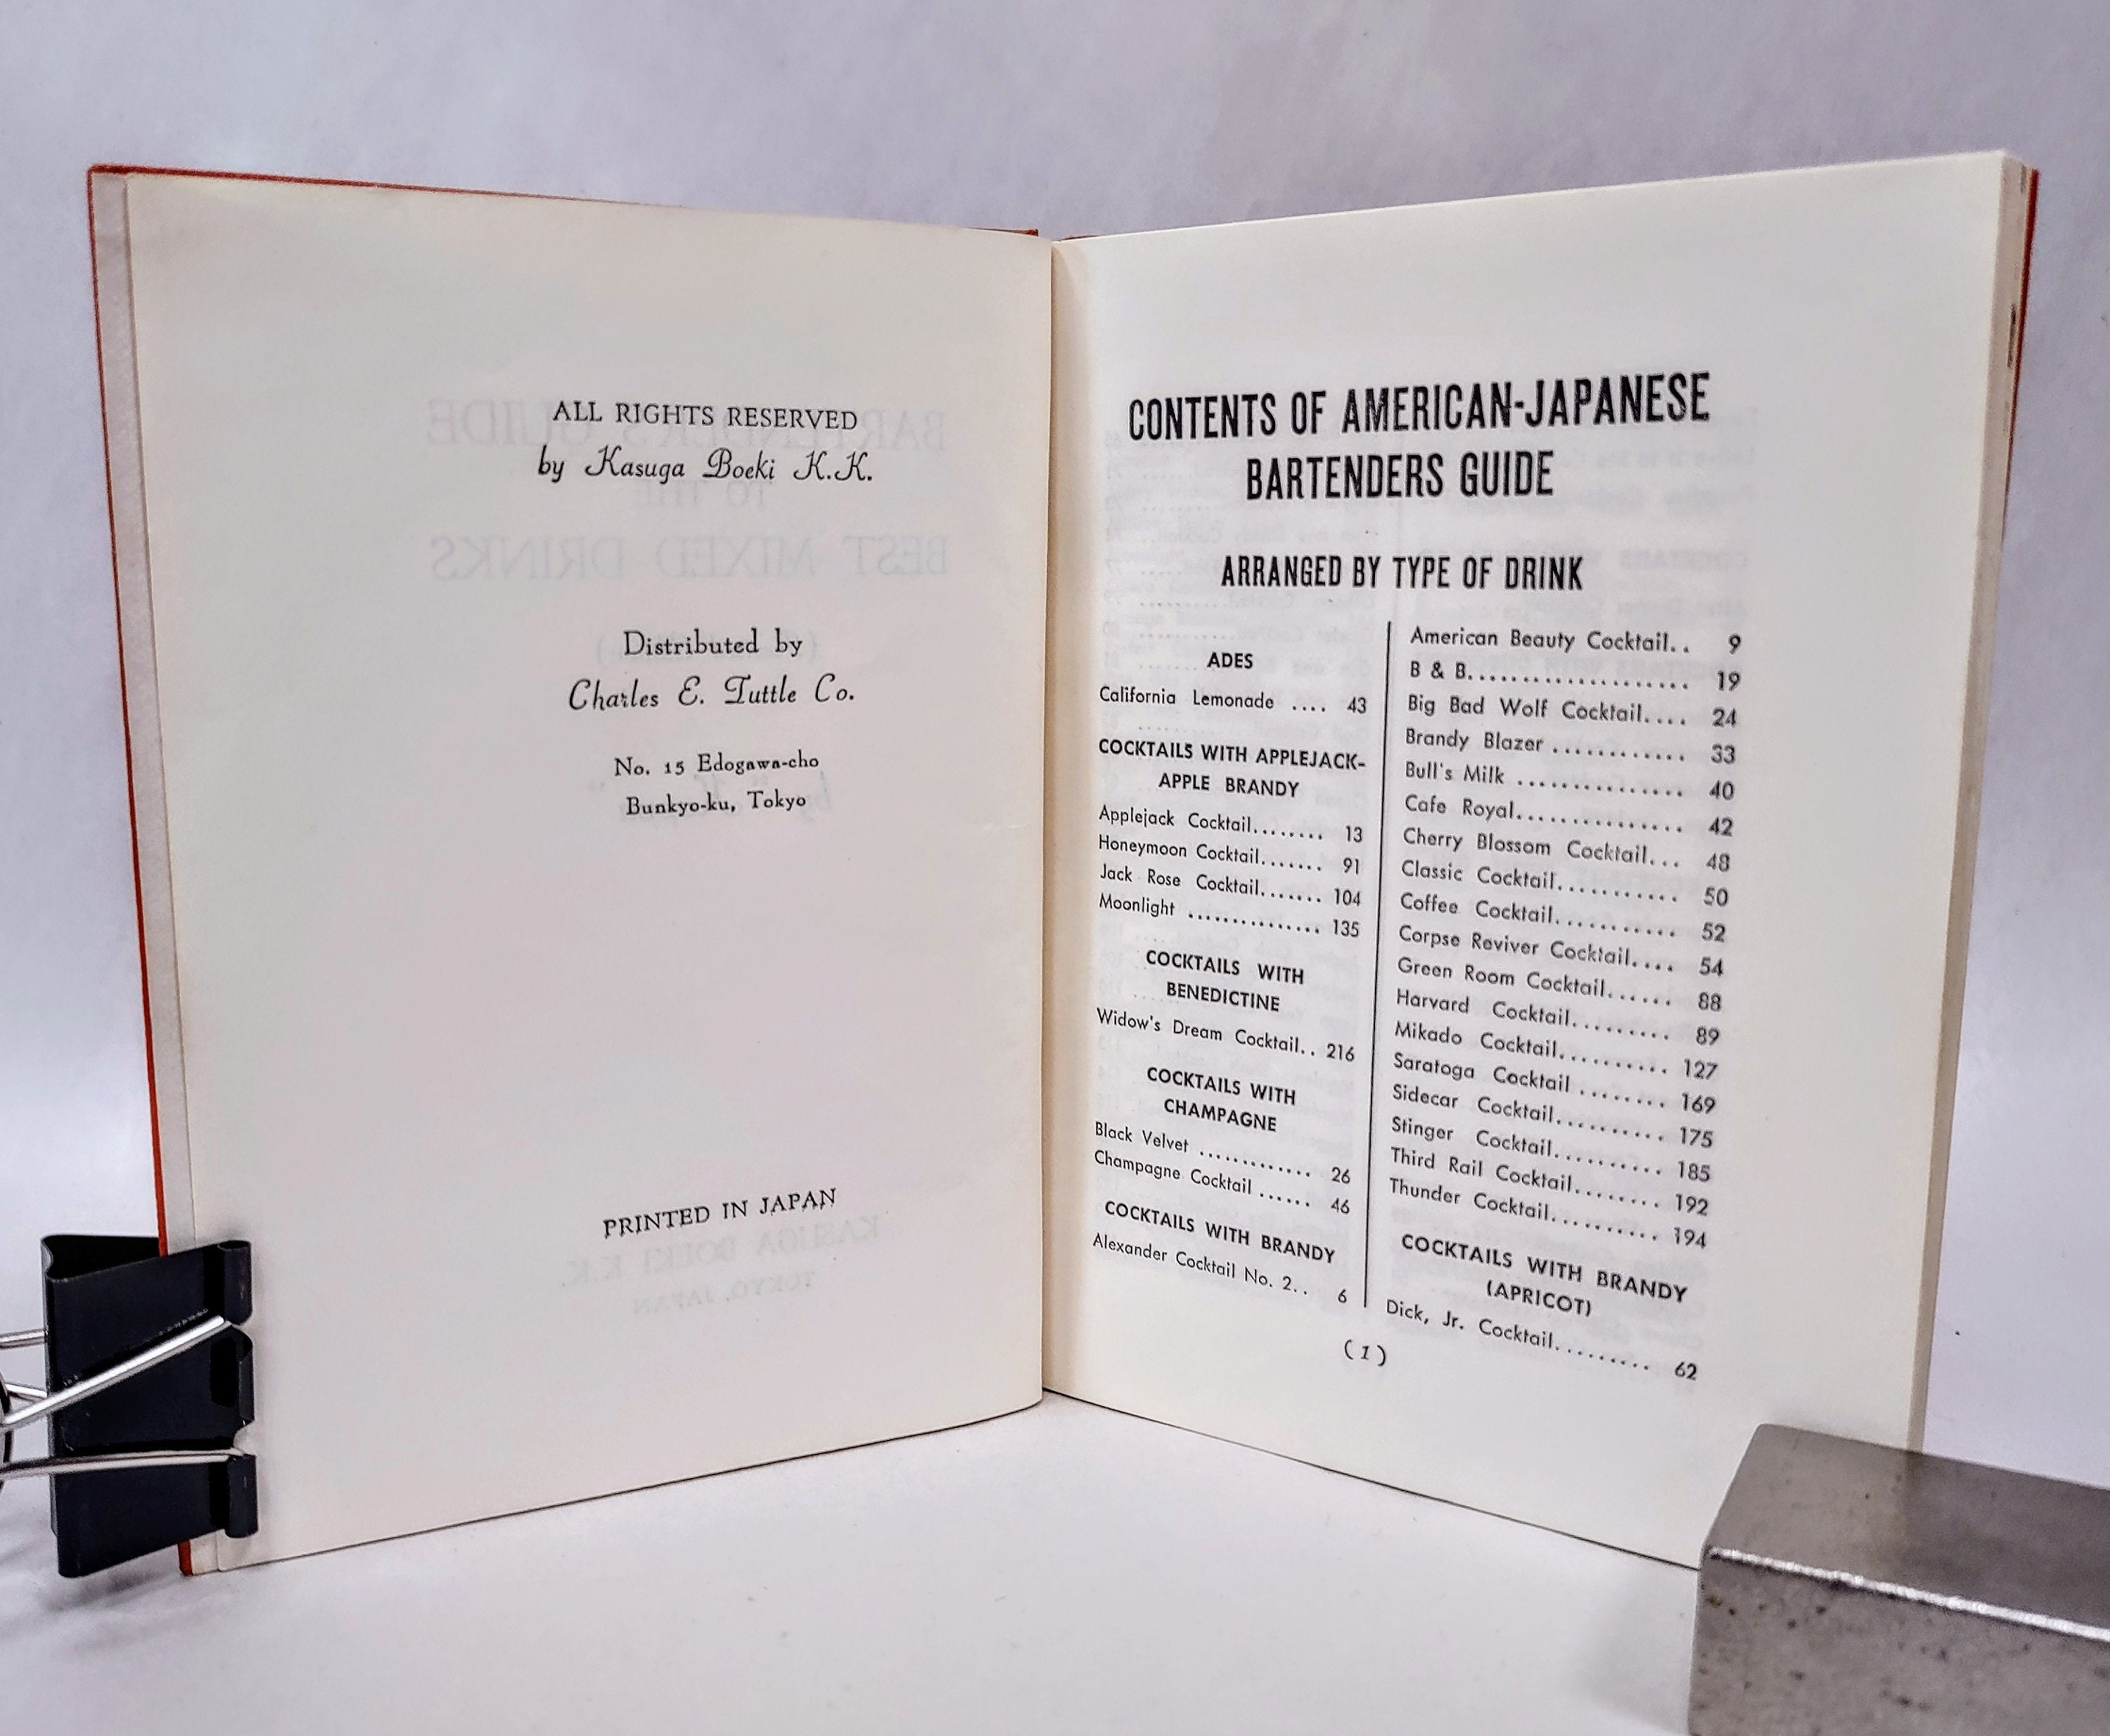 ALL RIGHTS RESERVED
by Kasuga Boeki K.K.
Distributed by
Charles E. Tuttle Co.
No. 15 Edogawa-cho
Bunkyo-ku, Tokyo
PRINTED IN JAPAN
CONTENTS OF AMERICAN-JAPANESE
BARTENDERS GUIDE
ARRANGED BY TYPE OF DRINK
ADES
California Lemonade .... 43
COCKTAILS WITH APPLEJACK-
APPLE BRANDY
Applejack Cocktail........ 13
Honeymoon Cocktail....... 91
Jack Rose Cocktail....... 104
Moonlight ............... 135
COCKTAILS WITH
BENEDICTINE
Widow's Dream Cocktail.. 216
COCKTAILS WITH
CHAMPAGNE
Black Velvet ............. 26
Champagne Cocktail ...... 46
COCKTAILS WITH BRANDY
Alexander Cocktail No. 2.. 6
American Beauty Cocktail.. 9
B & B..................... 19
Big Bad Wolf Cocktail.... 24
Brandy Blazer ............ 33
Bull's Milk ............... 40
Cafe Royal................ 42
Cherry Blossom Cocktail... 48
Classic Cocktail............ 50
Coffee Cocktail............ 52
Corpse Reviver Cocktail.... 54
Green Room Cocktail...... 88
Harvard Cocktail......... 89
Mikado Cocktail.......... 127
Saratoga Cocktail ........ 169
Sidecar Cocktail.......... 175
Stinger Cocktail.......... 185
Third Rail Cocktail........ 192
Thunder Cocktail.......... 194
COCKTAILS WITH BRANDY
(APRICOT)
Dick, Jr. Cocktail......... 62
(1)